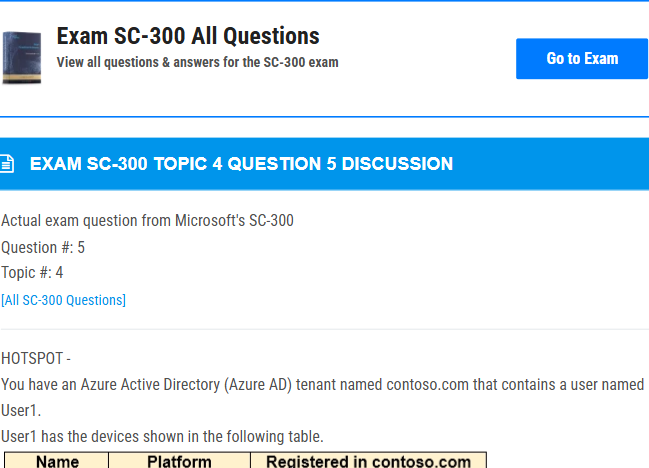 Exam SC-300 All Questions
View all questions & answers for the SC-300 exam
Go to Exam
EXAM SC-300 TOPIC 4 QUESTION 5 DISCUSSION
Actual exam question from Microsoft's SC-300
Question #: 5
Topic #: 4
[All SC-300 Questions]
HOTSPOT -
You have an Azure Active Directory (Azure AD) tenant named contoso.com that contains a user named
User1.
User1 has the devices shown in the following table.
Name Platform Registered in contoso.com